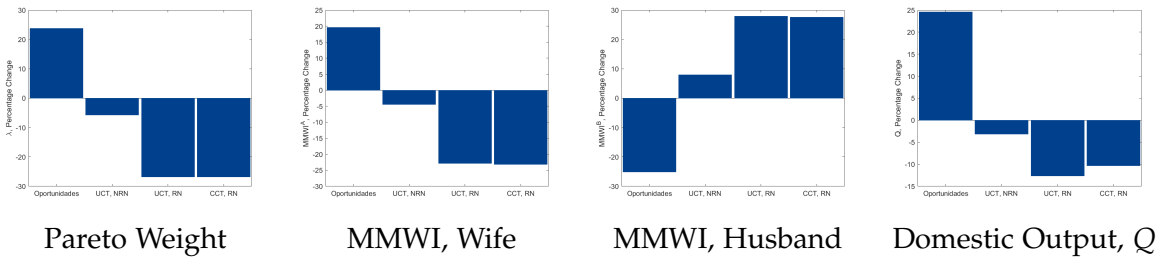 30
20
10
0
-10
-20
-30
λ, Percentage Change
Oportunidades UCT, NRN UCT, RN CCT, RN
Pareto Weight
25
20
15
10
5
0
-5
-10
-15
-20
-25
-30
MMWI^A, Percentage Change
Oportunidades UCT, NRN UCT, RN CCT, RN
MMWI, Wife
30
20
10
0
-10
-20
-30
MMWI^B, Percentage Change
Oportunidades UCT, NRN UCT, RN CCT, RN
MMWI, Husband
25
20
15
10
5
0
-5
-10
-15
Q, Percentage Change
Oportunidades UCT, NRN UCT, RN CCT, RN
Domestic Output, Q